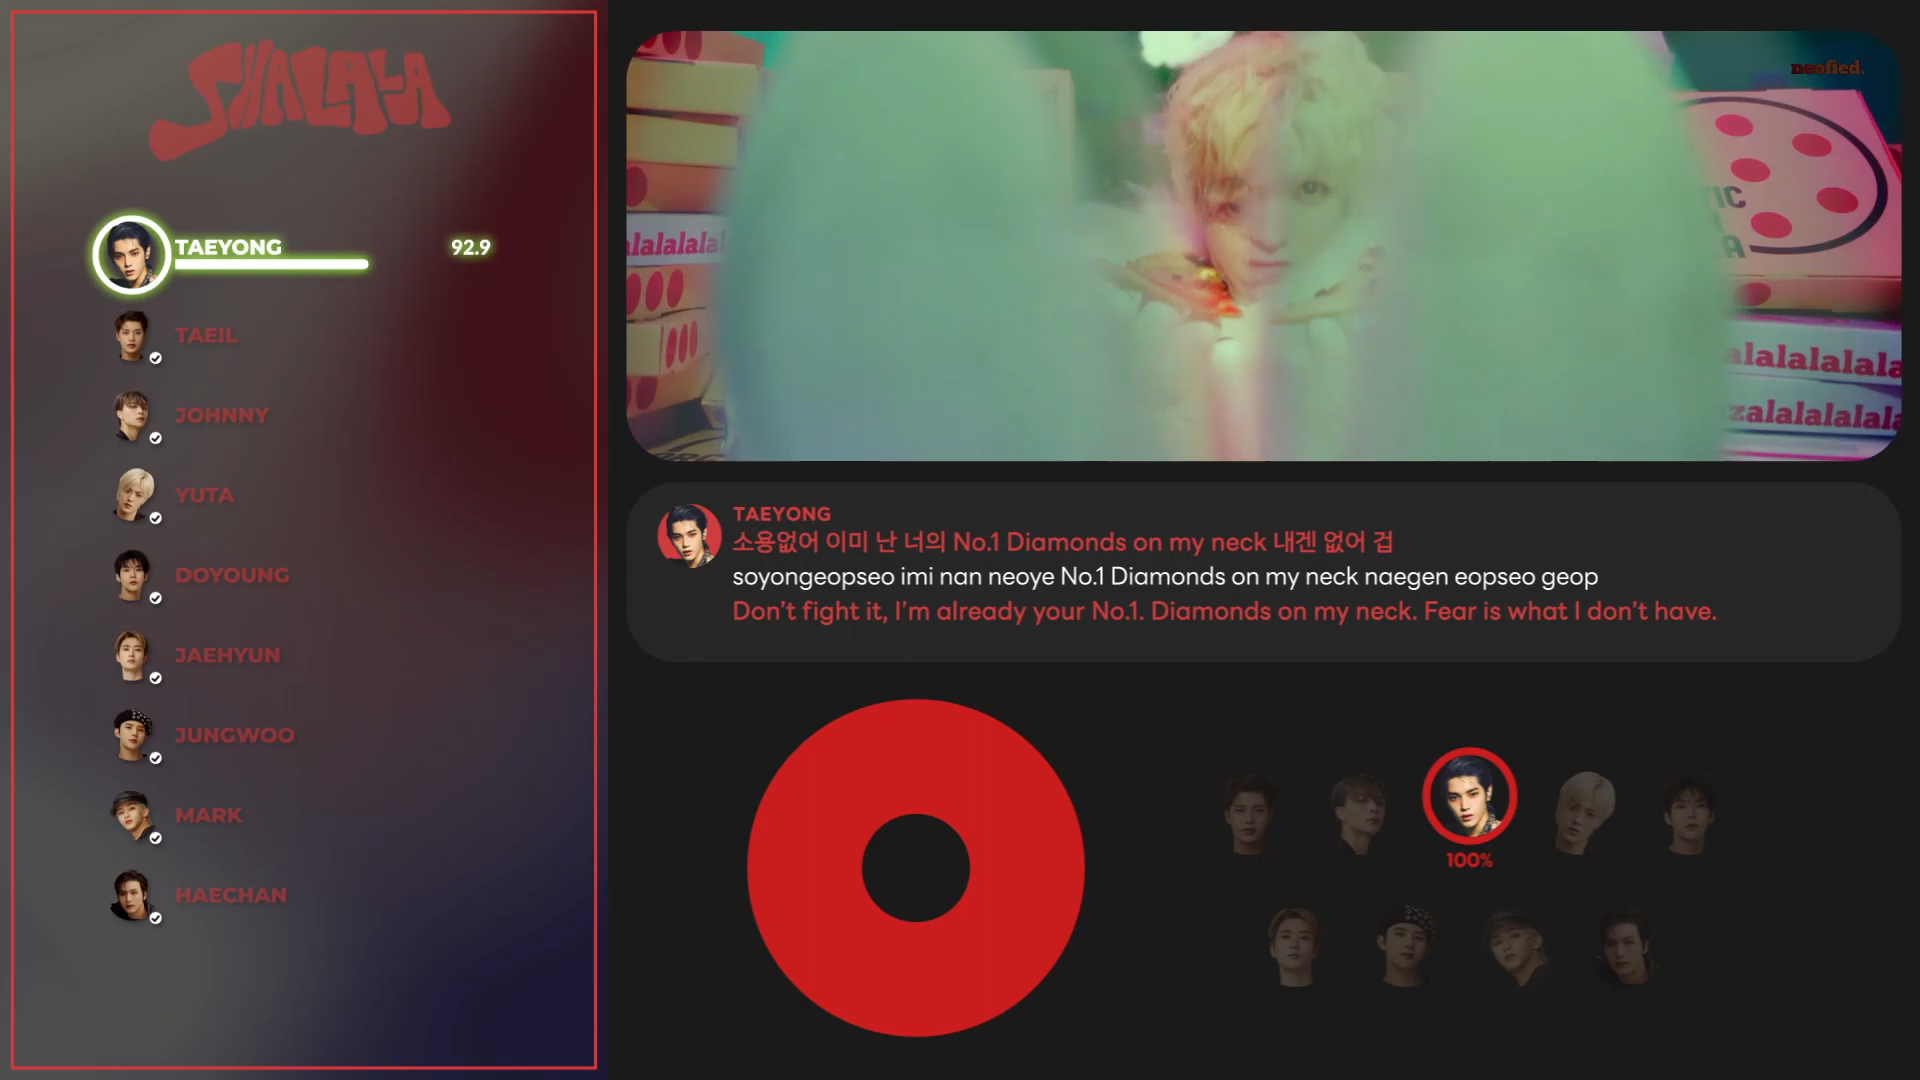 SHALALA
TAEYONG
92.9
TAEIL
JOHNNY
YUTA
DOYOUNG
JAEHYUN
JUNGWOO
MARK
HAECHAN
neofied.
TAEYONG
소용없어 이미 난 너의 No.1 Diamonds on my neck 내겐 없어 겁
soyongeopseo imi nan neoye No.1 Diamonds on my neck naegen eopseo geop
Don't fight it, I'm already your No.1. Diamonds on my neck. Fear is what I don't have.
100%